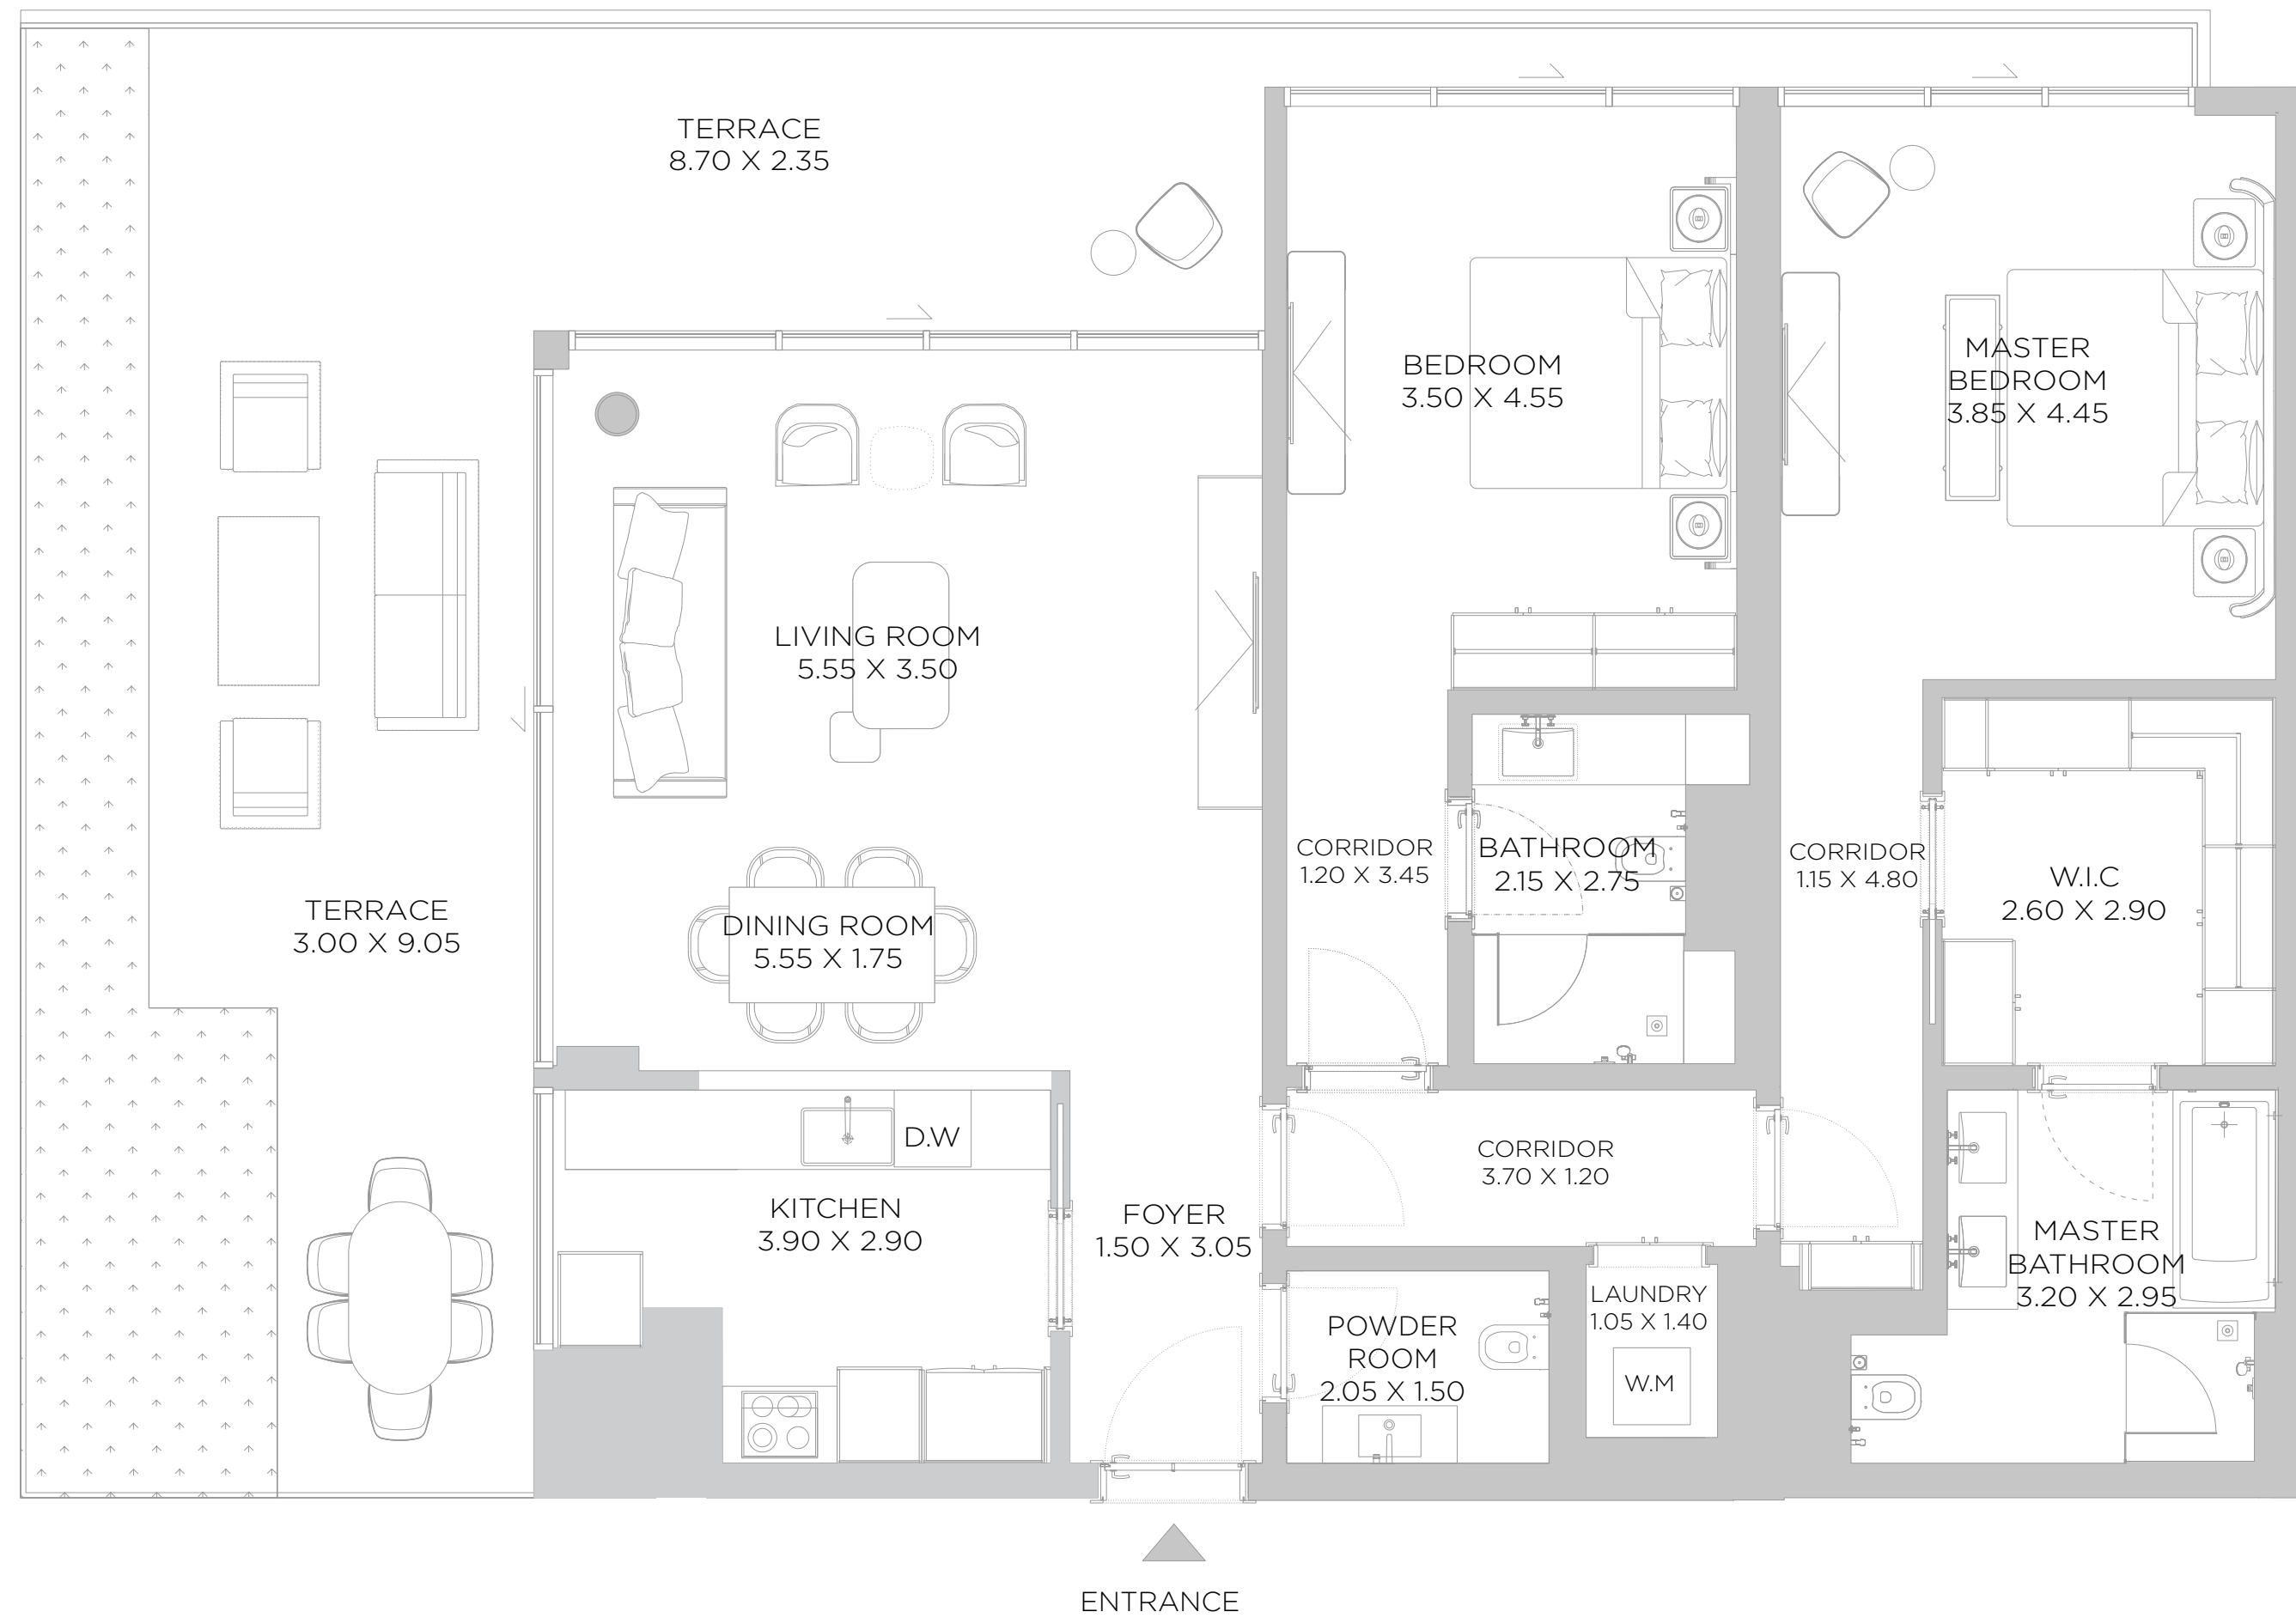 TERRACE
8.70 X 2.35
BEDROOM
3.50 X 4.55
MASTER
BEDROOM
3.85 X 4.45
LIVING ROOM
5.55 X 3.50
TERRACE
3.00 X 9.05
DINING ROOM
5.55 X 1.75
CORRIDOR
1.20 X 3.45
BATHROOM
2.15 X 2.75
CORRIDOR
1.15 X 4.80
W.I.C
2.60 X 2.90
D.W
KITCHEN
3.90 X 2.90
FOYER
1.50 X 3.05
CORRIDOR
3.70 X 1.20
POWDER
ROOM
2.05 X 1.50
LAUNDRY
1.05 X 1.40
W.M
MASTER
BATHROOM
3.20 X 2.95
ENTRANCE